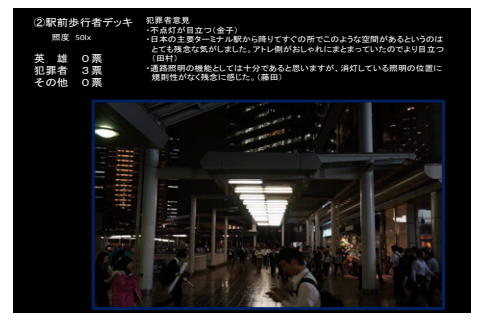 ②駅前歩行者デッキ
照度 50lx
英　雄　０票
犯罪者　３票
その他　０票
犯罪者意見
・不点灯が目立つ(金子)
・日本の主要ターミナル駅から降りてすぐの所でこのような空間があるというのは
とても残念な気がしました。アトレ側がおしゃれにまとまっていたのでより目立つ
（田村）
・通路照明の機能としては十分であると思いますが、消灯している照明の位置に
規則性がなく残念に感じた。（藤田）